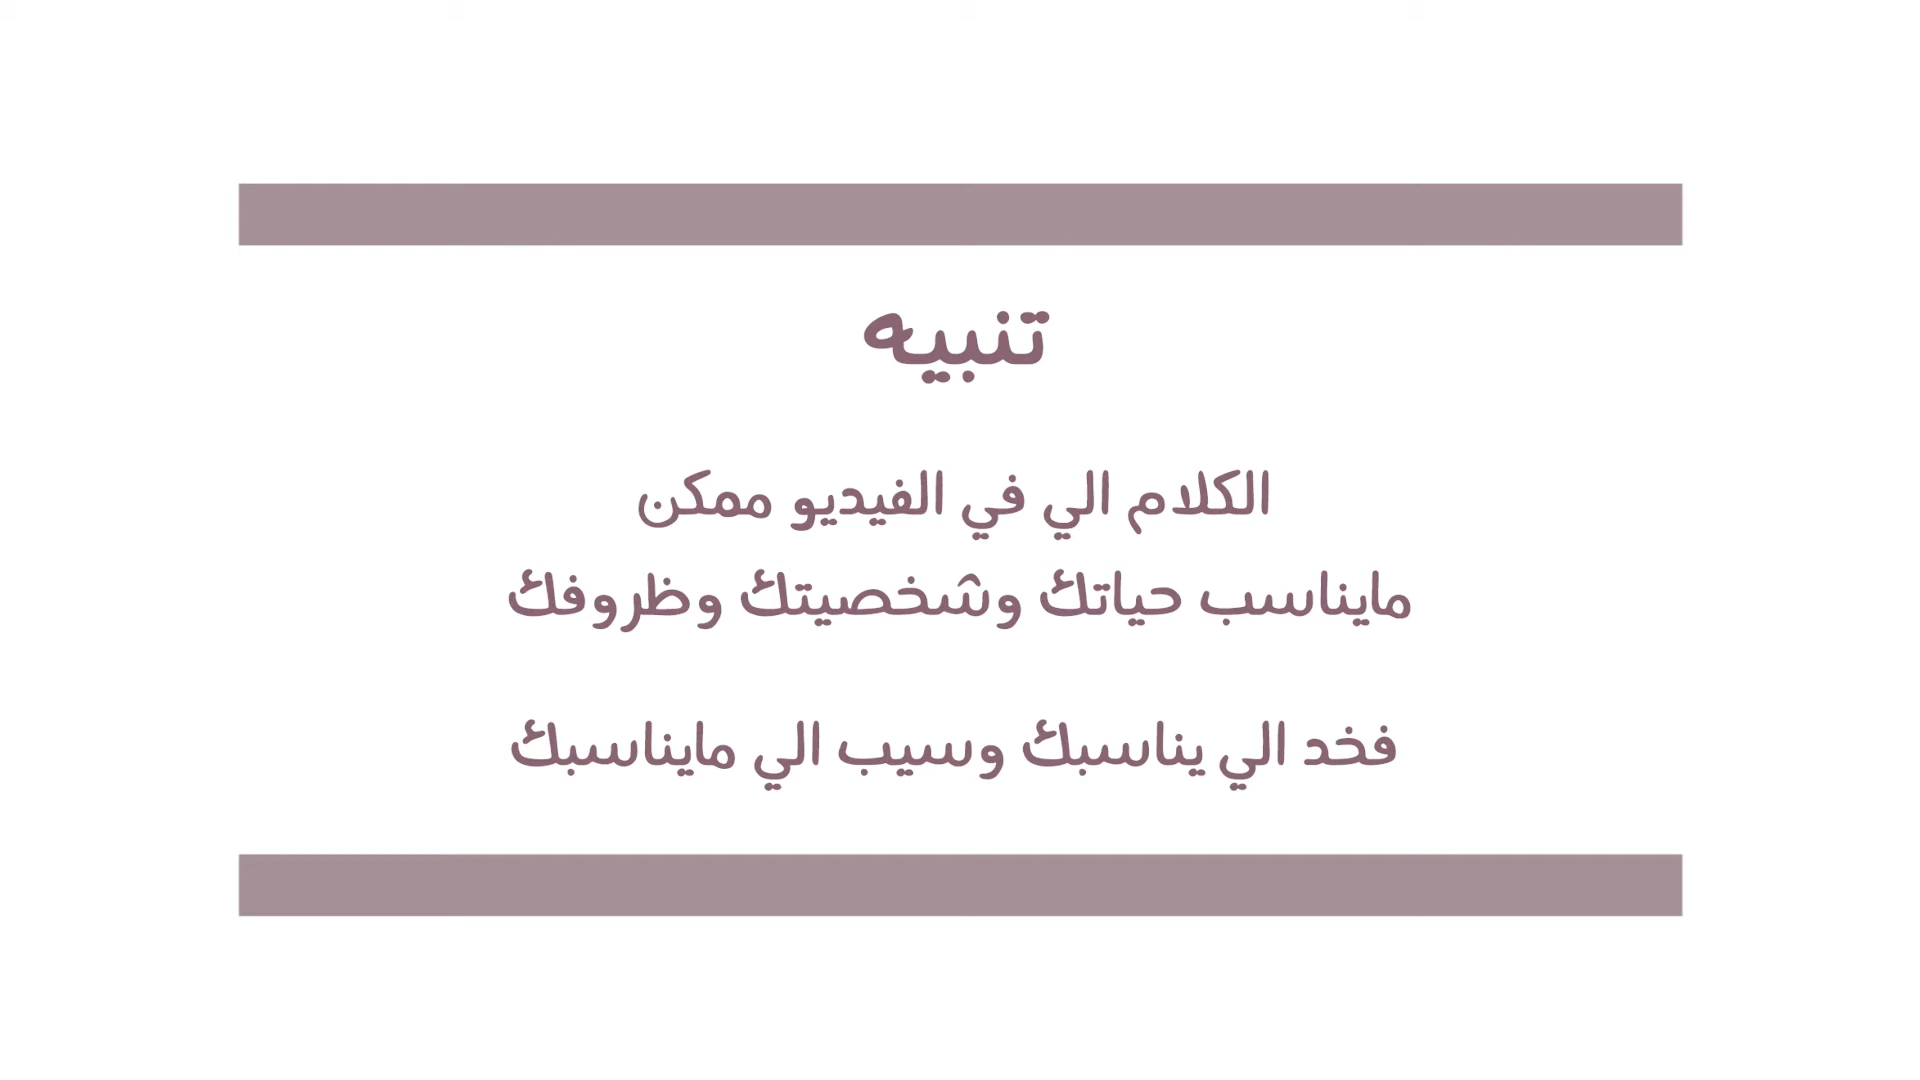 تنبيه
الكلام الي في الفيديو ممكن
مايناسب حياتك وشخصيتك وظروفك
فخد الي يناسبك وسيب الي مايناسبك